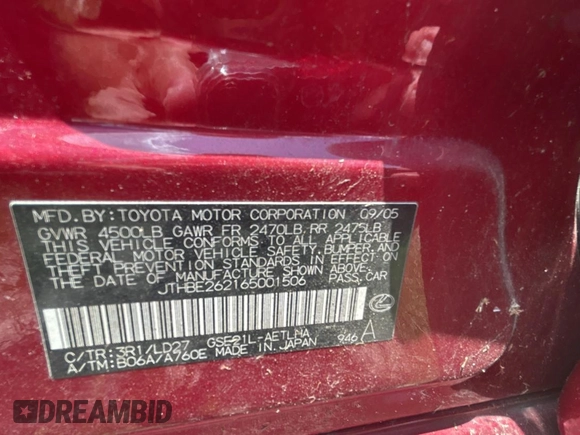 MFD.BY:TOYOTA MOTOR CORPORATION 09/05
GVWR 4500LB GAWR FR 2470LB, RR 2475LB
THIS VEHICLE CONFORMS TO ALL APPLICABLE
FEDERAL MOTOR VEHICLE SAFETY, BUMPER, AND
THEFT PREVENTION STANDARDS IN EFFECT ON
THE DATE OF MANUFACTURE SHOWN ABOVE.
JTHBE262165001506 PASS.CAR
C/TR:3R1/LD27 GSE21L-AETLHA 946 A
A/TM:B06A/A760E MADE IN JAPAN
DREAMBID